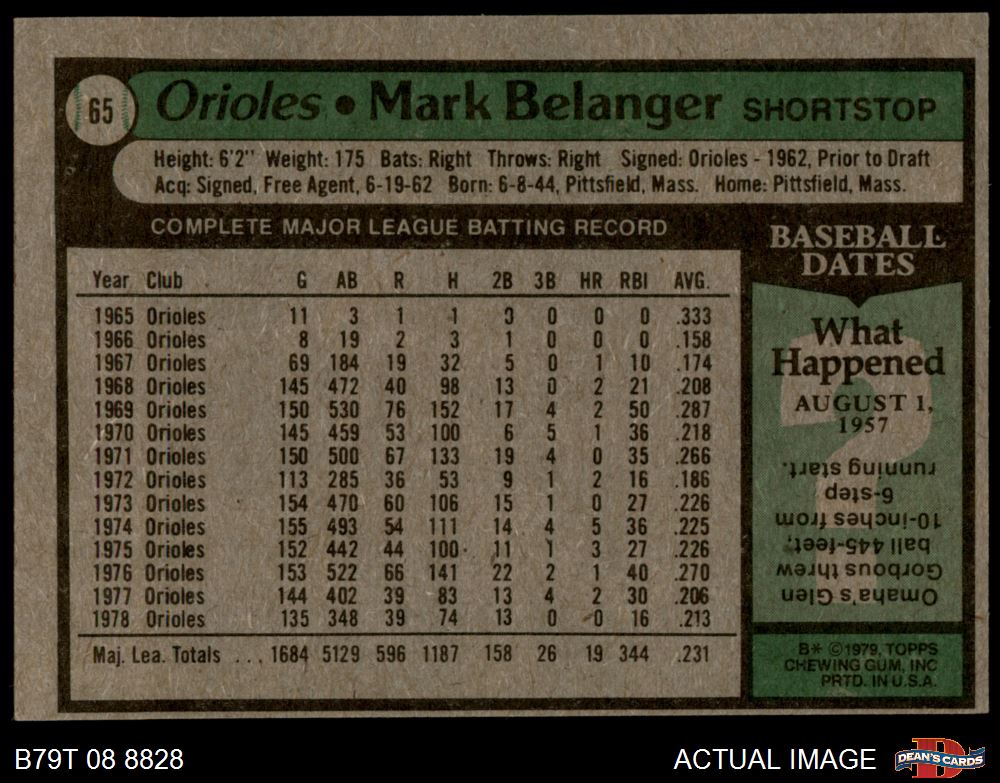 65 Orioles • Mark Belanger SHORTSTOP
Height: 6'2" Weight: 175 Bats: Right Throws: Right Signed: Orioles - 1962, Prior to Draft
Acq: Signed, Free Agent, 6-19-62 Born: 6-8-44, Pittsfield, Mass. Home: Pittsfield, Mass.
COMPLETE MAJOR LEAGUE BATTING RECORD
Year Club G AB R H 2B 3B HR RBI AVG.
1965 Orioles 11 3 1 1 0 0 0 0 .333
1966 Orioles 8 19 2 3 1 0 0 0 .158
1967 Orioles 69 184 19 32 5 0 1 10 .174
1968 Orioles 145 472 40 98 13 0 2 21 .208
1969 Orioles 150 530 76 152 17 4 2 50 .287
1970 Orioles 145 459 53 100 6 5 1 36 .218
1971 Orioles 150 500 67 133 19 4 0 35 .266
1972 Orioles 113 285 36 53 9 1 2 16 .186
1973 Orioles 154 470 60 106 15 1 0 27 .226
1974 Orioles 155 493 54 111 14 4 5 36 .225
1975 Orioles 152 442 44 100 11 1 3 27 .226
1976 Orioles 153 522 66 141 22 2 1 40 .270
1977 Orioles 144 402 39 83 13 4 2 30 .206
1978 Orioles 135 348 39 74 13 0 0 16 .213
Maj. Lea. Totals ... 1684 5129 596 1187 158 26 19 344 .231
BASEBALL
DATES
What
Happened
AUGUST 1,
1957
Omaha's Glen
Gorbous threw
ball 445-feet,
10-inches from
6-step
running start.
B* ©1979, TOPPS
CHEWING GUM, INC
PRTD. IN U.S.A.
B79T 08 8828
ACTUAL IMAGE
DEAN'S CARDS